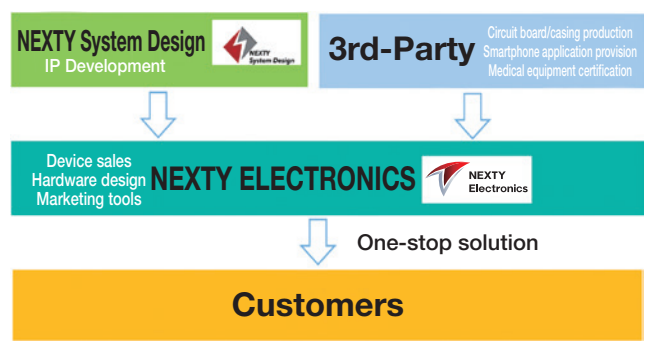 NEXTY System Design
IP Development
NEXTY
System Design
3rd-Party
Circuit board/casing production
Smartphone application provision
Medical equipment certification
Device sales
Hardware design
Marketing tools
NEXTY ELECTRONICS
NEXTY
Electronics
One-stop solution
Customers